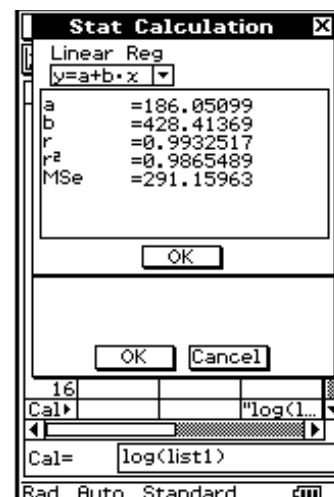 Stat Calculation
Linear Reg
y=a+b·x
a =186.05099
b =428.41369
r =0.9932517
r² =0.9865489
MSe =291.15963
OK
OK Cancel
16
Cal▸ "log(l...
Cal= log(list1)
Rad Auto Standard